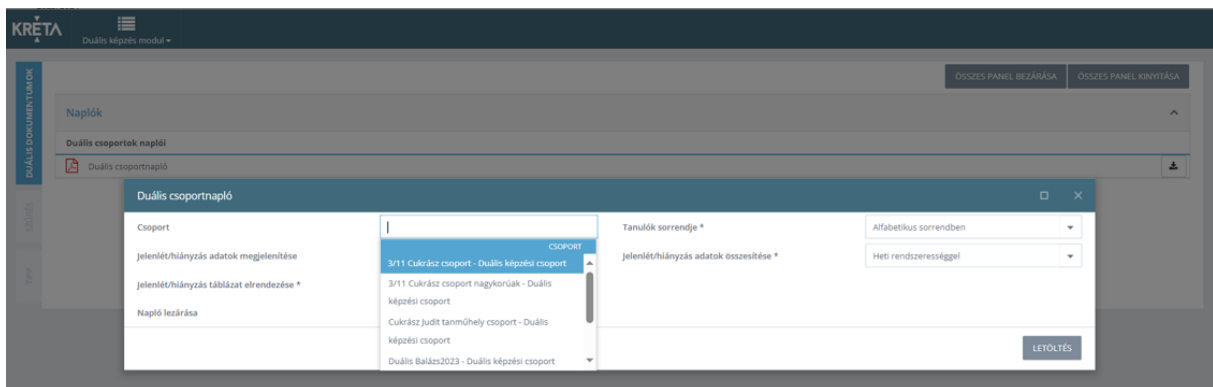 KRÉTA
Duális képzés modul
DUÁLIS DOKUMENTUMOK
ÖSSZES PANEL BEZÁRÁSA
ÖSSZES PANEL KINYITÁSA
Naplók
Duális csoportok naplói
Duális csoportnapló
SZŰRÉS
TIPP
Duális csoportnapló
Csoport
Tanulók sorrendje *
Alfabetikus sorrendben
CSOPORT
Jelenlét/hiányzás adatok megjelenítése
3/11 Cukrász csoport - Duális képzési csoport
Jelenlét/hiányzás adatok összesítése *
Heti rendszerességgel
Jelenlét/hiányzás táblázat elrendezése *
3/11 Cukrász csoport nagykorúak - Duális
képzési csoport
Napló lezárása
Cukrász Judit tanműhely csoport - Duális
képzési csoport
Duális Balázs2023 - Duális képzési csoport
LETÖLTÉS